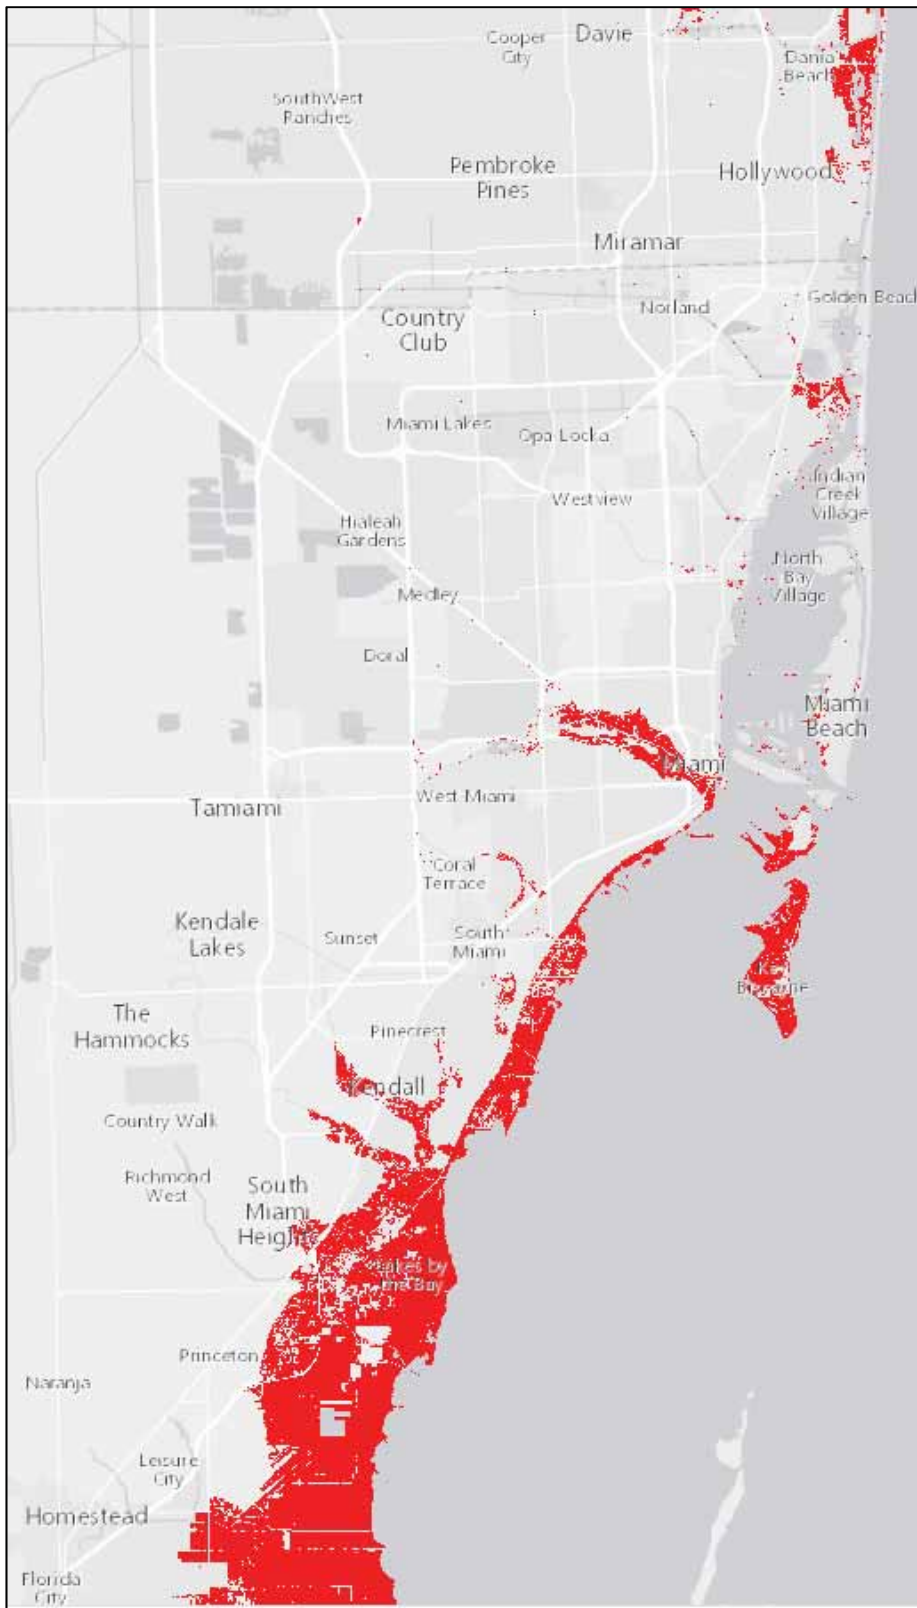 Cooper
City
Davie
Dania
Beach
SouthWest
Ranches
Pembroke
Pines
Hollywood
Miramar
Norland
Golden Beach
Country
Club
Miami Lakes
Opa-Locka
Indian
Creek
Village
Westview
Hialeah
Gardens
North
Bay
Village
Medley
Doral
Miami
Beach
Miami
West Miami
Tamiami
Coral
Terrace
Kendale
Lakes
Sunset
South
Miami
Key
Biscayne
The
Hammocks
Pinecrest
Kendall
Country Walk
Richmond
West
South
Miami
Heights
Lakes by
the Bay
Princeton
Naranja
Leisure
City
Homestead
Florida
City